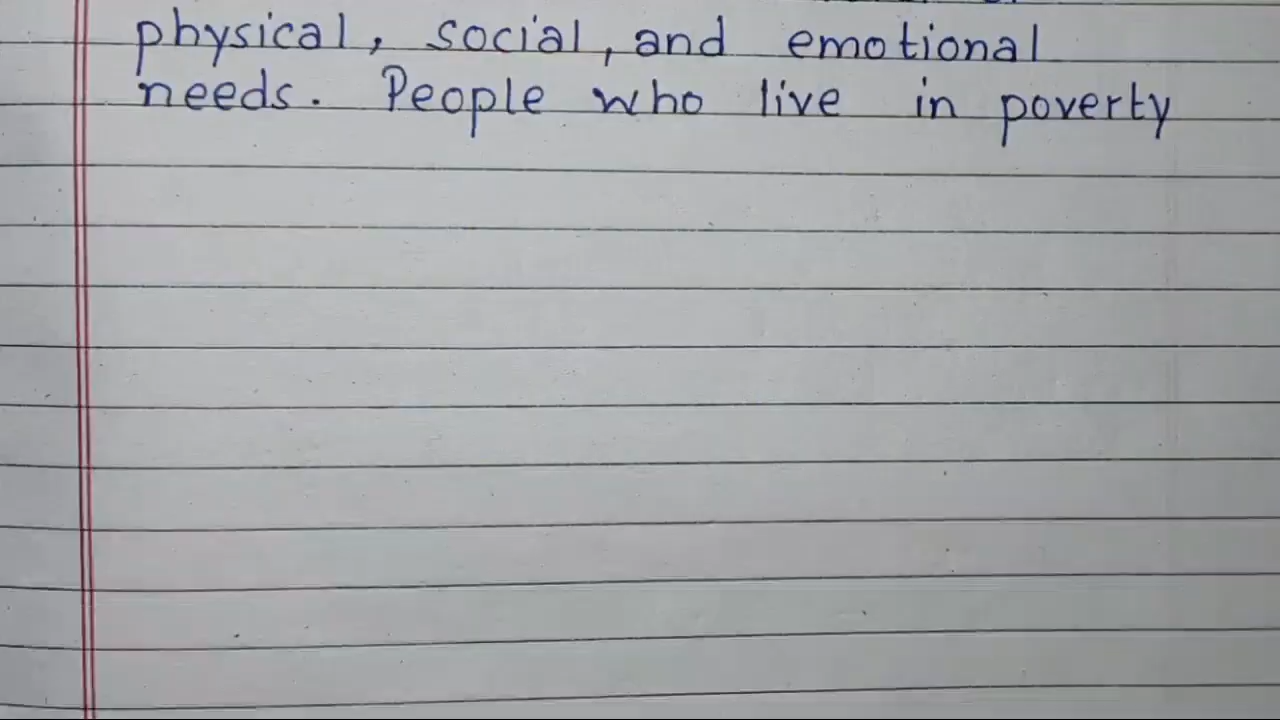 physical, social, and emotional
needs. People who live in poverty